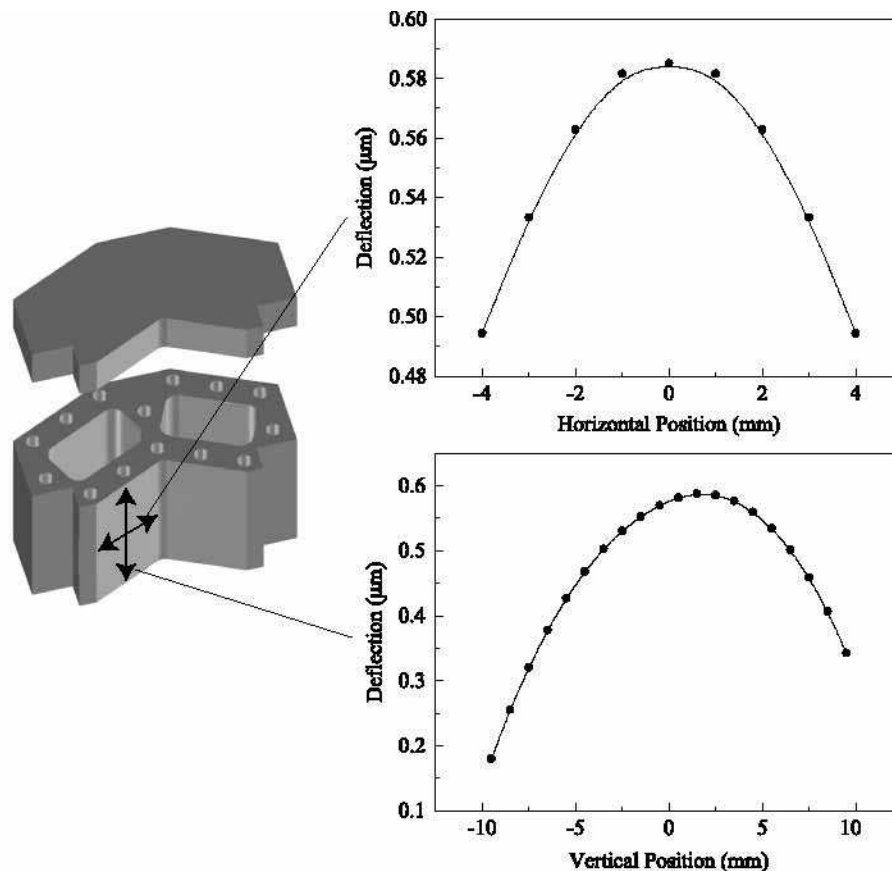 0.60
0.58
0.56
0.54
0.52
0.50
0.48
Deflection (μm)
-4 -2 0 2 4
Horizontal Position (mm)
0.6
0.5
0.4
0.3
0.2
0.1
Deflection (μm)
-10 -5 0 5 10
Vertical Position (mm)